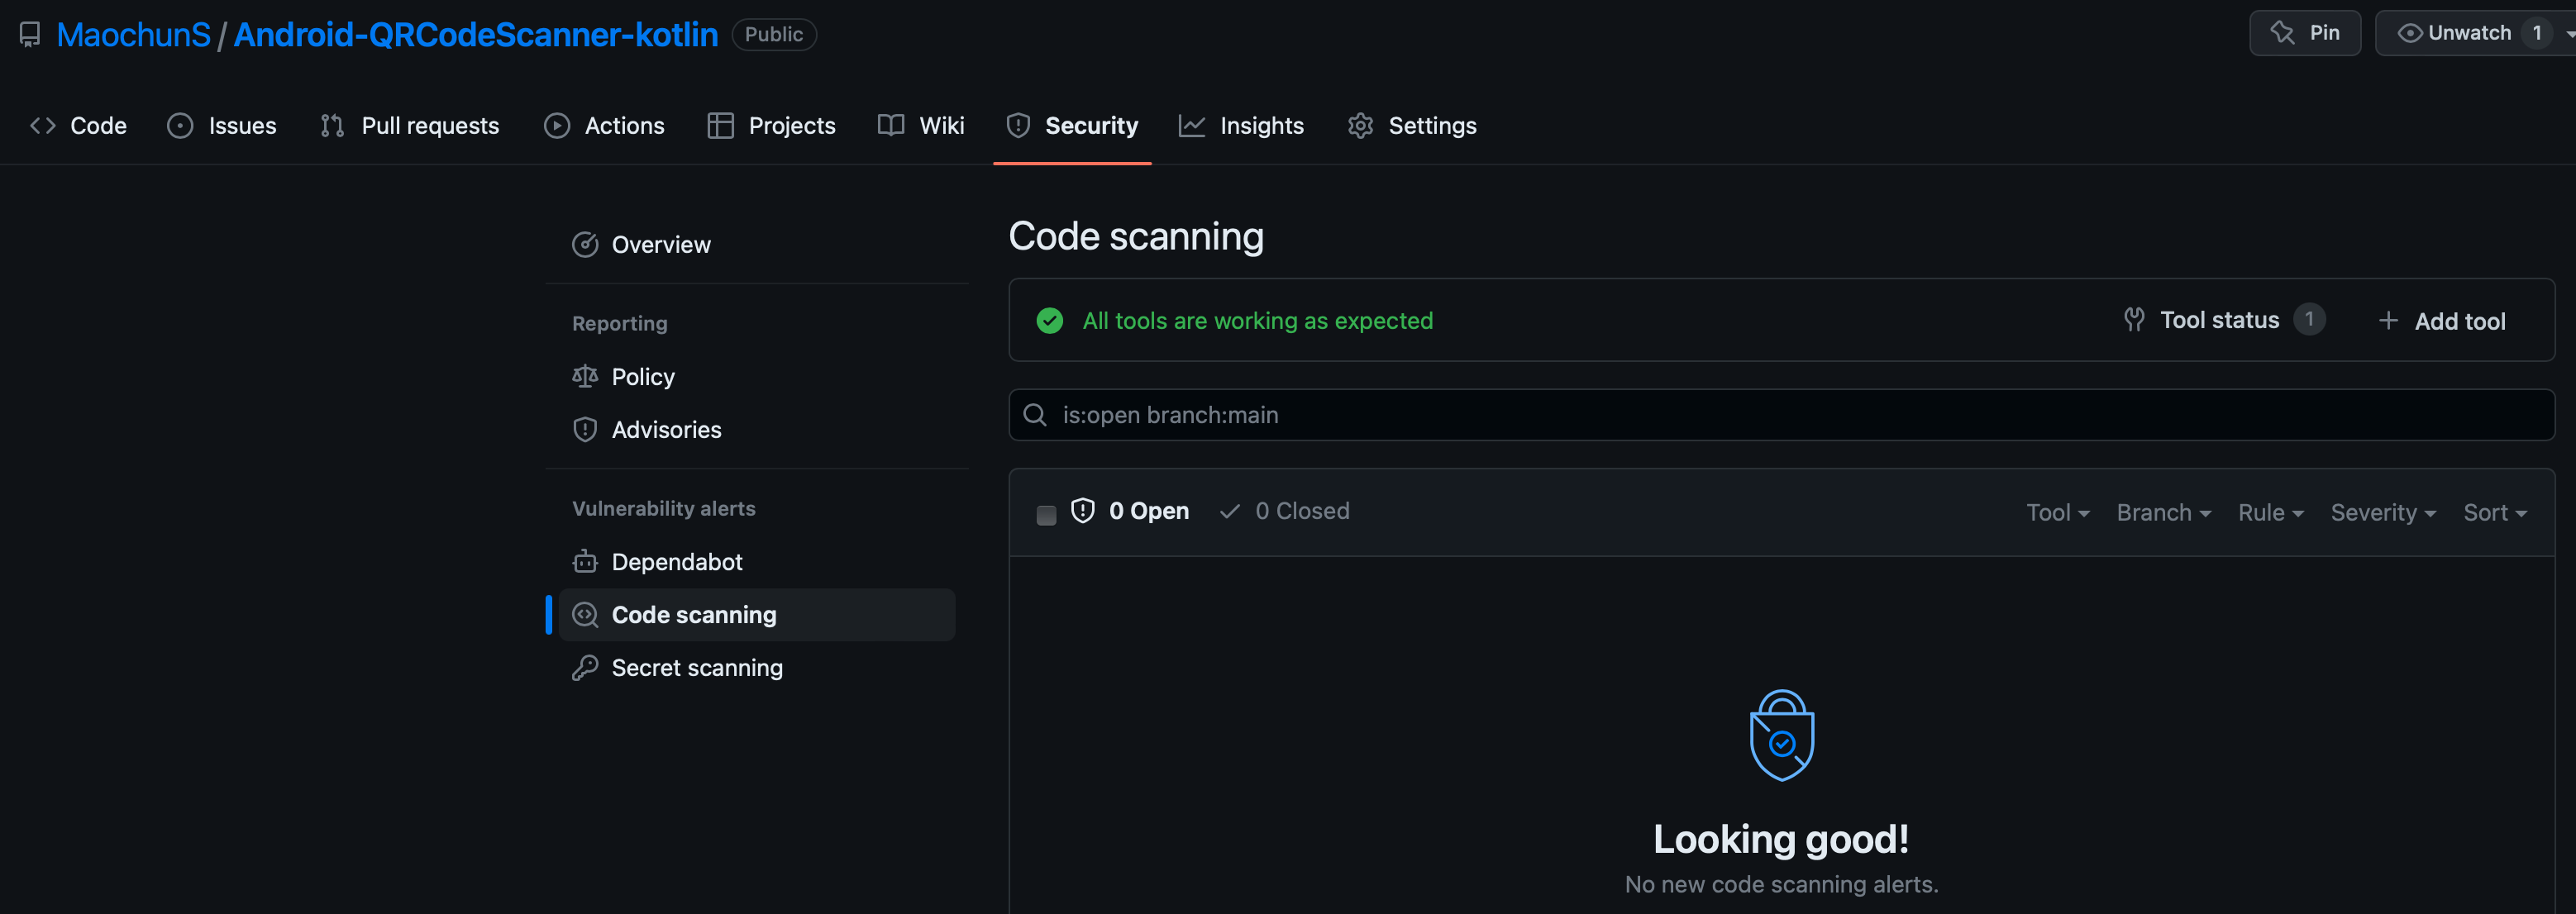 MaochunS / Android-QRCodeScanner-kotlin Public
Pin
Unwatch 1
Code Issues Pull requests Actions Projects Wiki Security Insights Settings
Overview
Reporting
Policy
Advisories
Vulnerability alerts
Dependabot
Code scanning
Secret scanning
Code scanning
All tools are working as expected
Tool status 1
Add tool
is:open branch:main
0 Open 0 Closed
Tool Branch Rule Severity Sort
Looking good!
No new code scanning alerts.